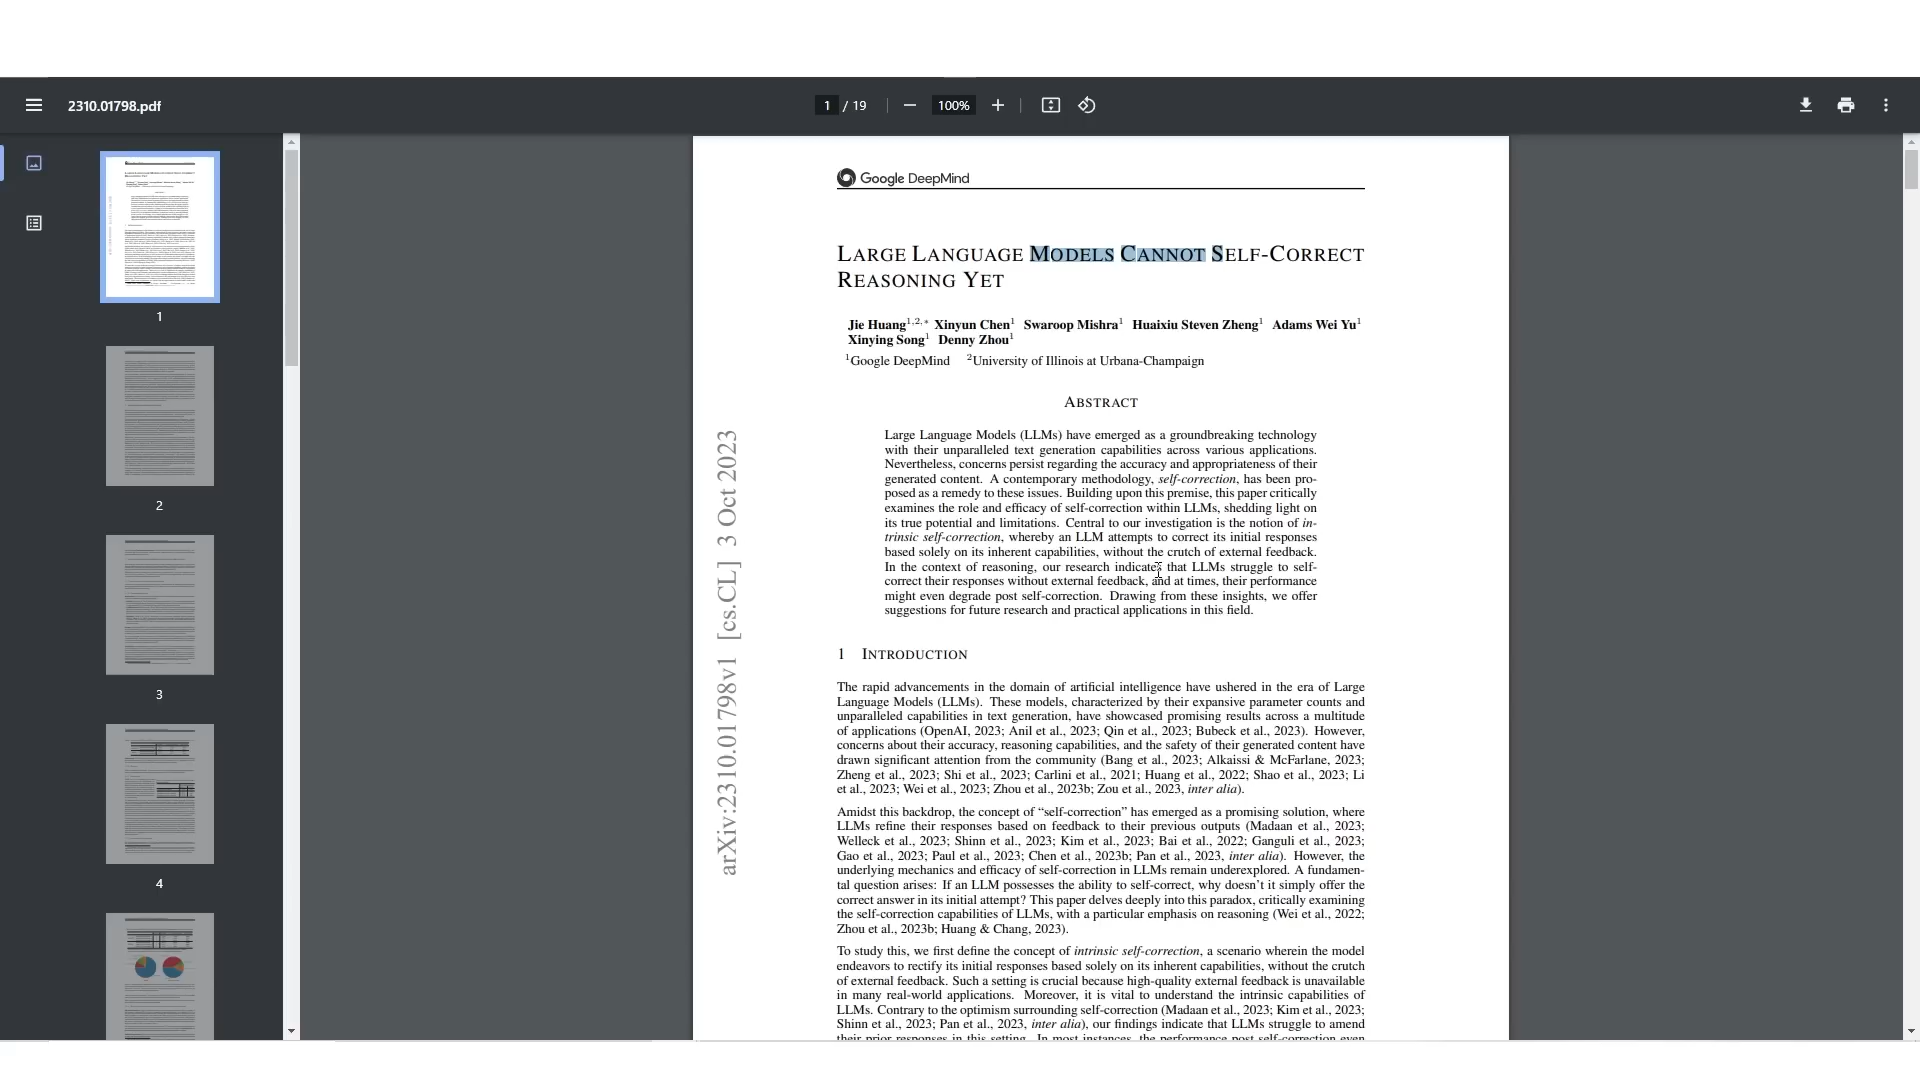 2310.01798.pdf
1 / 19
100%
1
2
3
4
Google DeepMind
LARGE LANGUAGE MODELS CANNOT SELF-CORRECT
REASONING YET
Jie Huang1,2,* Xinyun Chen1 Swaroop Mishra1 Huaixiu Steven Zheng1 Adams Wei Yu1
Xinying Song1 Denny Zhou1
1Google DeepMind 2University of Illinois at Urbana-Champaign
ABSTRACT
Large Language Models (LLMs) have emerged as a groundbreaking technology
with their unparalleled text generation capabilities across various applications.
Nevertheless, concerns persist regarding the accuracy and appropriateness of their
generated content. A contemporary methodology, self-correction, has been pro-
posed as a remedy to these issues. Building upon this premise, this paper critically
examines the role and efficacy of self-correction within LLMs, shedding light on
its true potential and limitations. Central to our investigation is the notion of in-
trinsic self-correction, whereby an LLM attempts to correct its initial responses
based solely on its inherent capabilities, without the crutch of external feedback.
In the context of reasoning, our research indicates that LLMs struggle to self-
correct their responses without external feedback, and at times, their performance
might even degrade post self-correction. Drawing from these insights, we offer
suggestions for future research and practical applications in this field.
arXiv:2310.01798v1 [cs.CL] 3 Oct 2023
1 INTRODUCTION
The rapid advancements in the domain of artificial intelligence have ushered in the era of Large
Language Models (LLMs). These models, characterized by their expansive parameter counts and
unparalleled capabilities in text generation, have showcased promising results across a multitude
of applications (OpenAI, 2023; Anil et al., 2023; Qin et al., 2023; Bubeck et al., 2023). However,
concerns about their accuracy, reasoning capabilities, and the safety of their generated content have
drawn significant attention from the community (Bang et al., 2023; Alkaissi & McFarlane, 2023;
Zheng et al., 2023; Shi et al., 2023; Carlini et al., 2021; Huang et al., 2022; Shao et al., 2023; Li
et al., 2023; Wei et al., 2023; Zhou et al., 2023b; Zou et al., 2023, inter alia).
Amidst this backdrop, the concept of “self-correction” has emerged as a promising solution, where
LLMs refine their responses based on feedback to their previous outputs (Madaan et al., 2023;
Welleck et al., 2023; Shinn et al., 2023; Kim et al., 2023; Bai et al., 2022; Ganguli et al., 2023;
Gao et al., 2023; Paul et al., 2023; Chen et al., 2023b; Pan et al., 2023, inter alia). However, the
underlying mechanics and efficacy of self-correction in LLMs remain underexplored. A fundamen-
tal question arises: If an LLM possesses the ability to self-correct, why doesn’t it simply offer the
correct answer in its initial attempt? This paper delves deeply into this paradox, critically examining
the self-correction capabilities of LLMs, with a particular emphasis on reasoning (Wei et al., 2022;
Zhou et al., 2023b; Huang & Chang, 2023).
To study this, we first define the concept of intrinsic self-correction, a scenario wherein the model
endeavors to rectify its initial responses based solely on its inherent capabilities, without the crutch
of external feedback. Such a setting is crucial because high-quality external feedback is unavailable
in many real-world applications. Moreover, it is vital to understand the intrinsic capabilities of
LLMs. Contrary to the optimism surrounding self-correction (Madaan et al., 2023; Kim et al., 2023;
Shinn et al., 2023; Pan et al., 2023, inter alia), our findings indicate that LLMs struggle to amend
their prior responses in this setting. In most instances, the performance post self-correction even